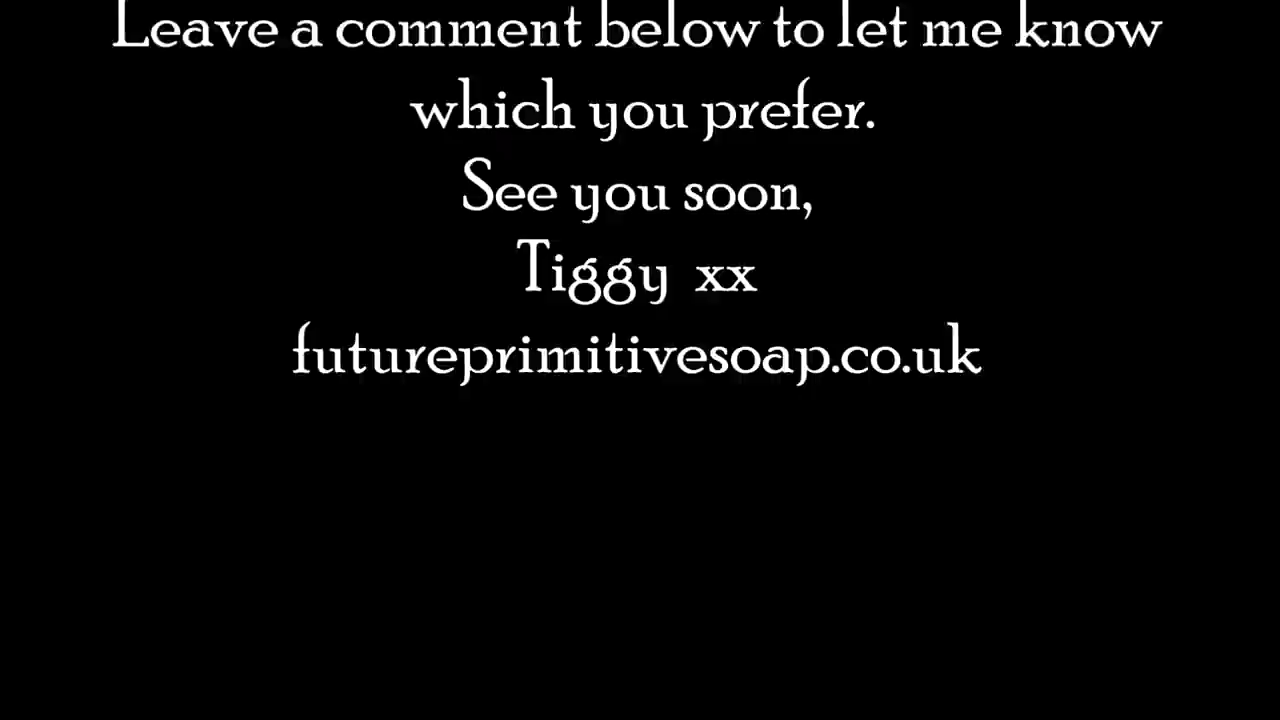 Leave a comment below to let me know
which you prefer.
See you soon,
Tiggy xx
futureprimitivesoap.co.uk